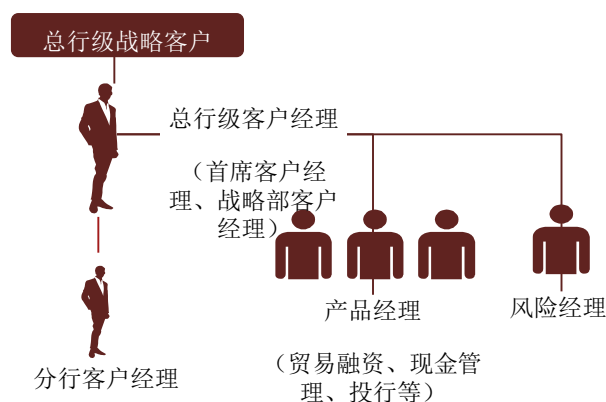 总行级战略客户
总行级客户经理
（首席客户经
理、战略部客户
经理）
产品经理
风险经理
（贸易融资、现金管
理、投行等）
分行客户经理